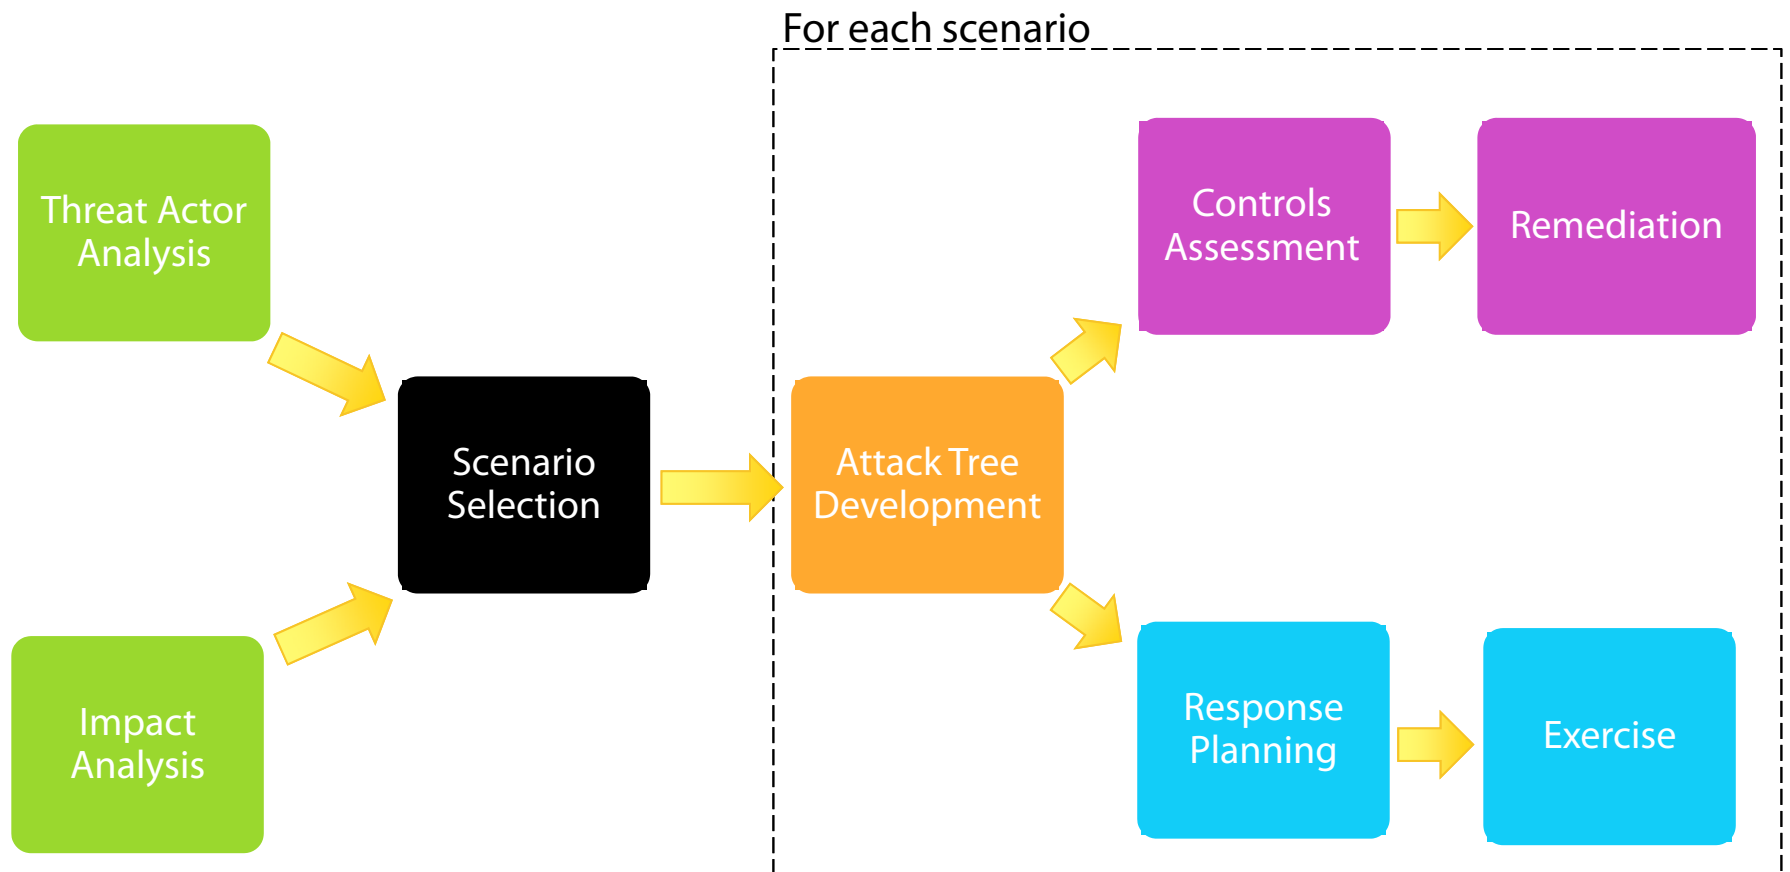 For each scenario
Threat Actor
Analysis
Controls
Assessment
Remediation
Scenario
Selection
Attack Tree
Development
Impact
Analysis
Response
Planning
Exercise